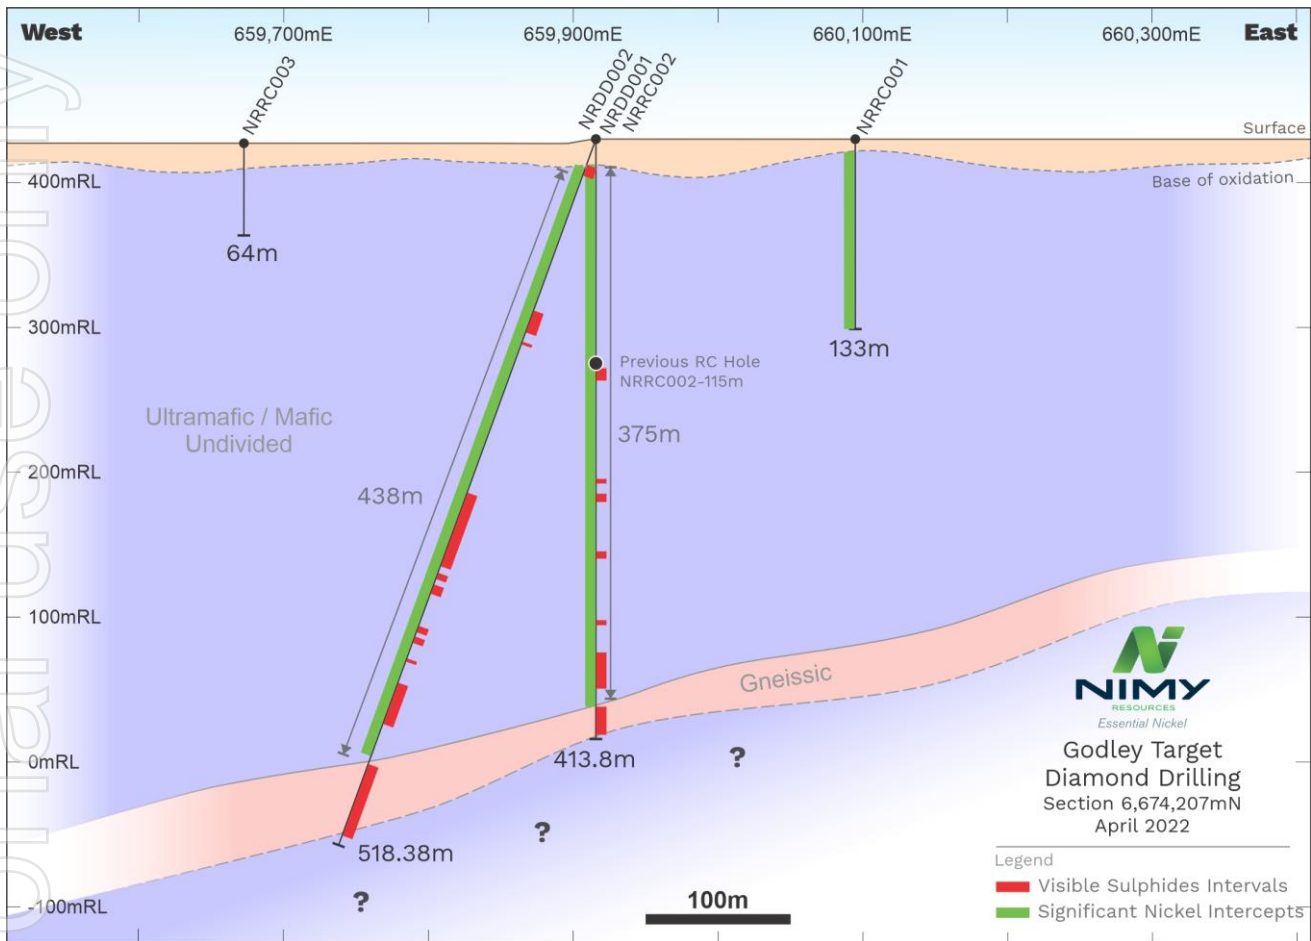 West
659,700mE
659,900mE
660,100mE
660,300mE
East
NRRC003
NRDD002
NRDD001
NRRC002
NRRC001
Surface
Base of oxidation
400mRL
300mRL
200mRL
100mRL
0mRL
-100mRL
64m
133m
Previous RC Hole
NRRC002-115m
Ultramafic / Mafic
Undivided
375m
438m
Gneissic
413.8m
518.38m
?
?
?
100m
NIMY
RESOURCES
Essential Nickel
Godley Target
Diamond Drilling
Section 6,674,207mN
April 2022
Legend
Visible Sulphides Intervals
Significant Nickel Intercepts
onal use only